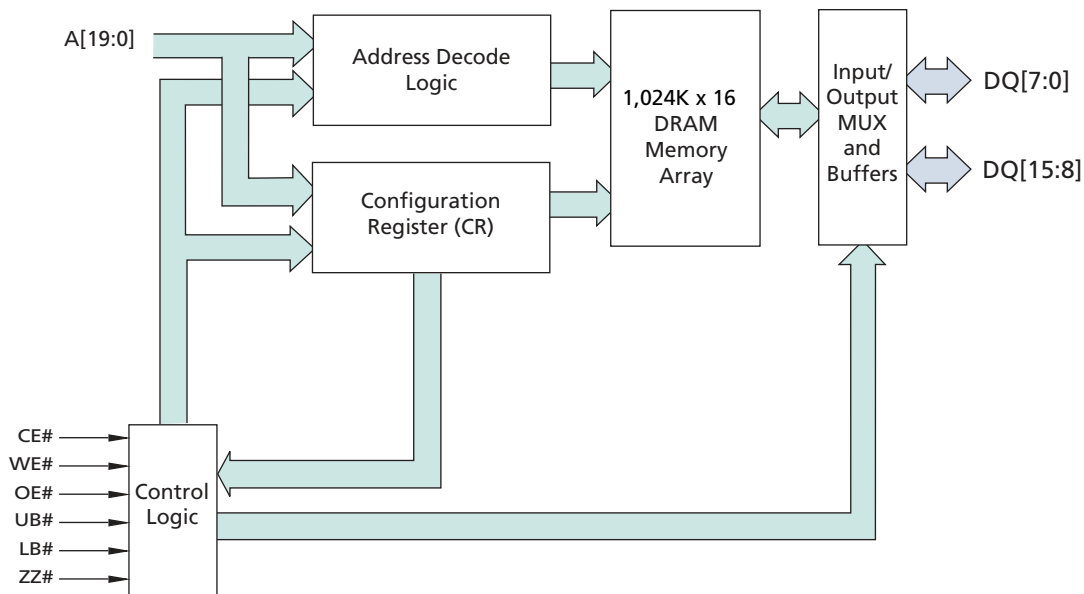 A[19:0]
Address Decode
Logic
1,024K x 16
DRAM
Memory
Array
Input/
Output
MUX
and
Buffers
DQ[7:0]
DQ[15:8]
Configuration
Register (CR)
CE#
WE#
OE#
UB#
LB#
ZZ#
Control
Logic